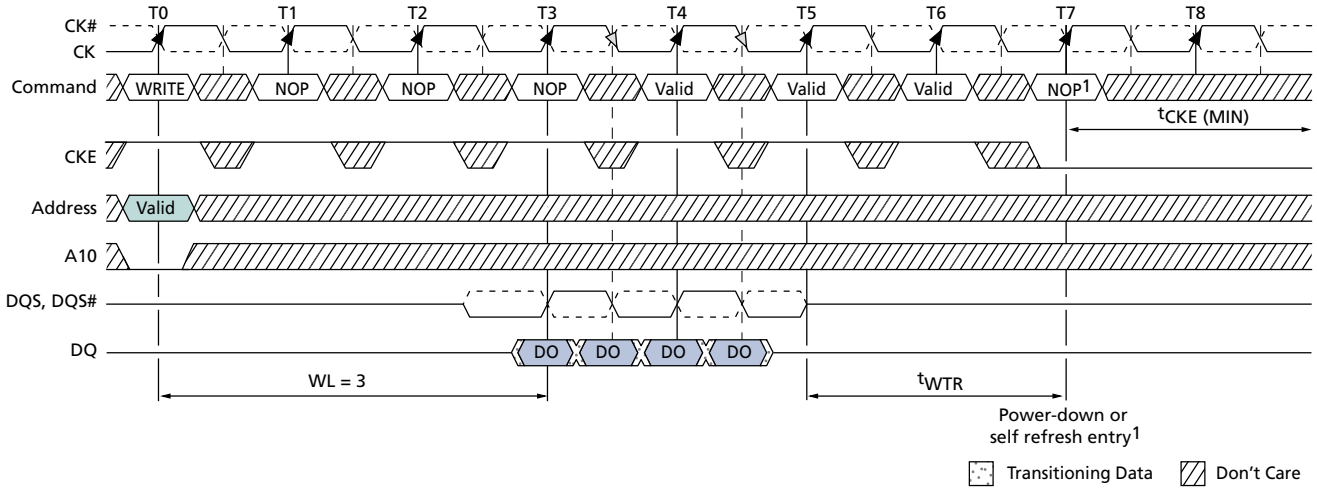 T0 T1 T2 T3 T4 T5 T6 T7 T8
CK#
CK
Command WRITE NOP NOP NOP Valid Valid Valid NOP1
tCKE (MIN)
CKE
Address Valid
A10
DQS, DQS#
DQ DO DO DO DO
WL = 3 tWTR
Power-down or
self refresh entry1
Transitioning Data Don't Care